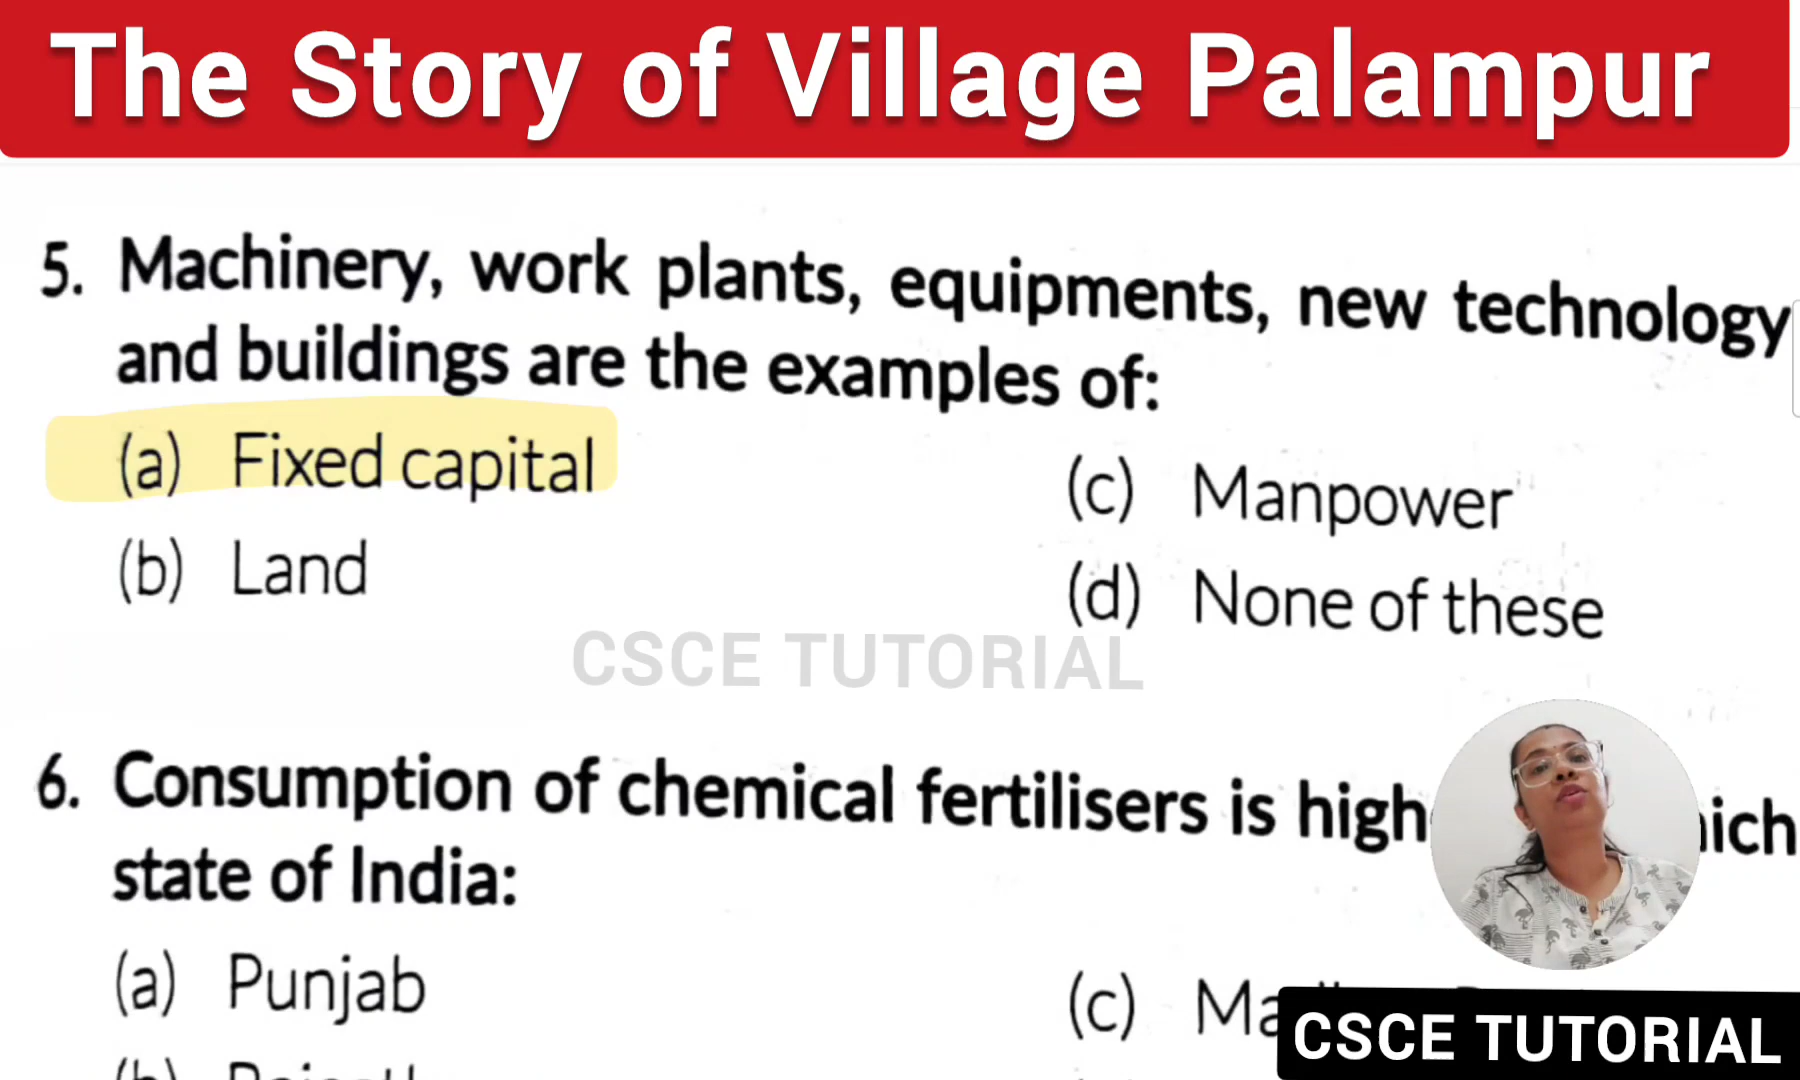 The Story of Village Palampur
5. Machinery, work plants, equipments, new technology
and buildings are the examples of:
(a) Fixed capital
(c) Manpower
(b) Land
(d) None of these
CSCE TUTORIAL
6. Consumption of chemical fertilisers is high
state of India:
(a) Punjab
(c)
CSCE TUTORIAL